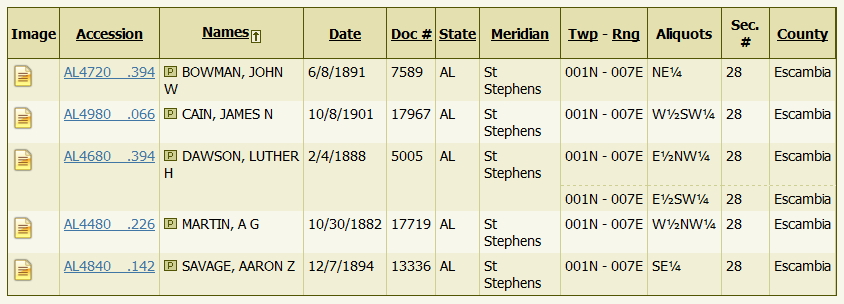 Image Accession Names Date Doc # State Meridian Twp - Rng Aliquots Sec. # County
AL4720 .394 P BOWMAN, JOHN W 6/8/1891 7589 AL St Stephens 001N - 007E NE¼ 28 Escambia
AL4980 .066 P CAIN, JAMES N 10/8/1901 17967 AL St Stephens 001N - 007E W½SW¼ 28 Escambia
AL4680 .394 P DAWSON, LUTHER H 2/4/1888 5005 AL St Stephens 001N - 007E E½NW¼ 28 Escambia
001N - 007E E½SW¼ 28 Escambia
AL4480 .226 P MARTIN, A G 10/30/1882 17719 AL St Stephens 001N - 007E W½NW¼ 28 Escambia
AL4840 .142 P SAVAGE, AARON Z 12/7/1894 13336 AL St Stephens 001N - 007E SE¼ 28 Escambia